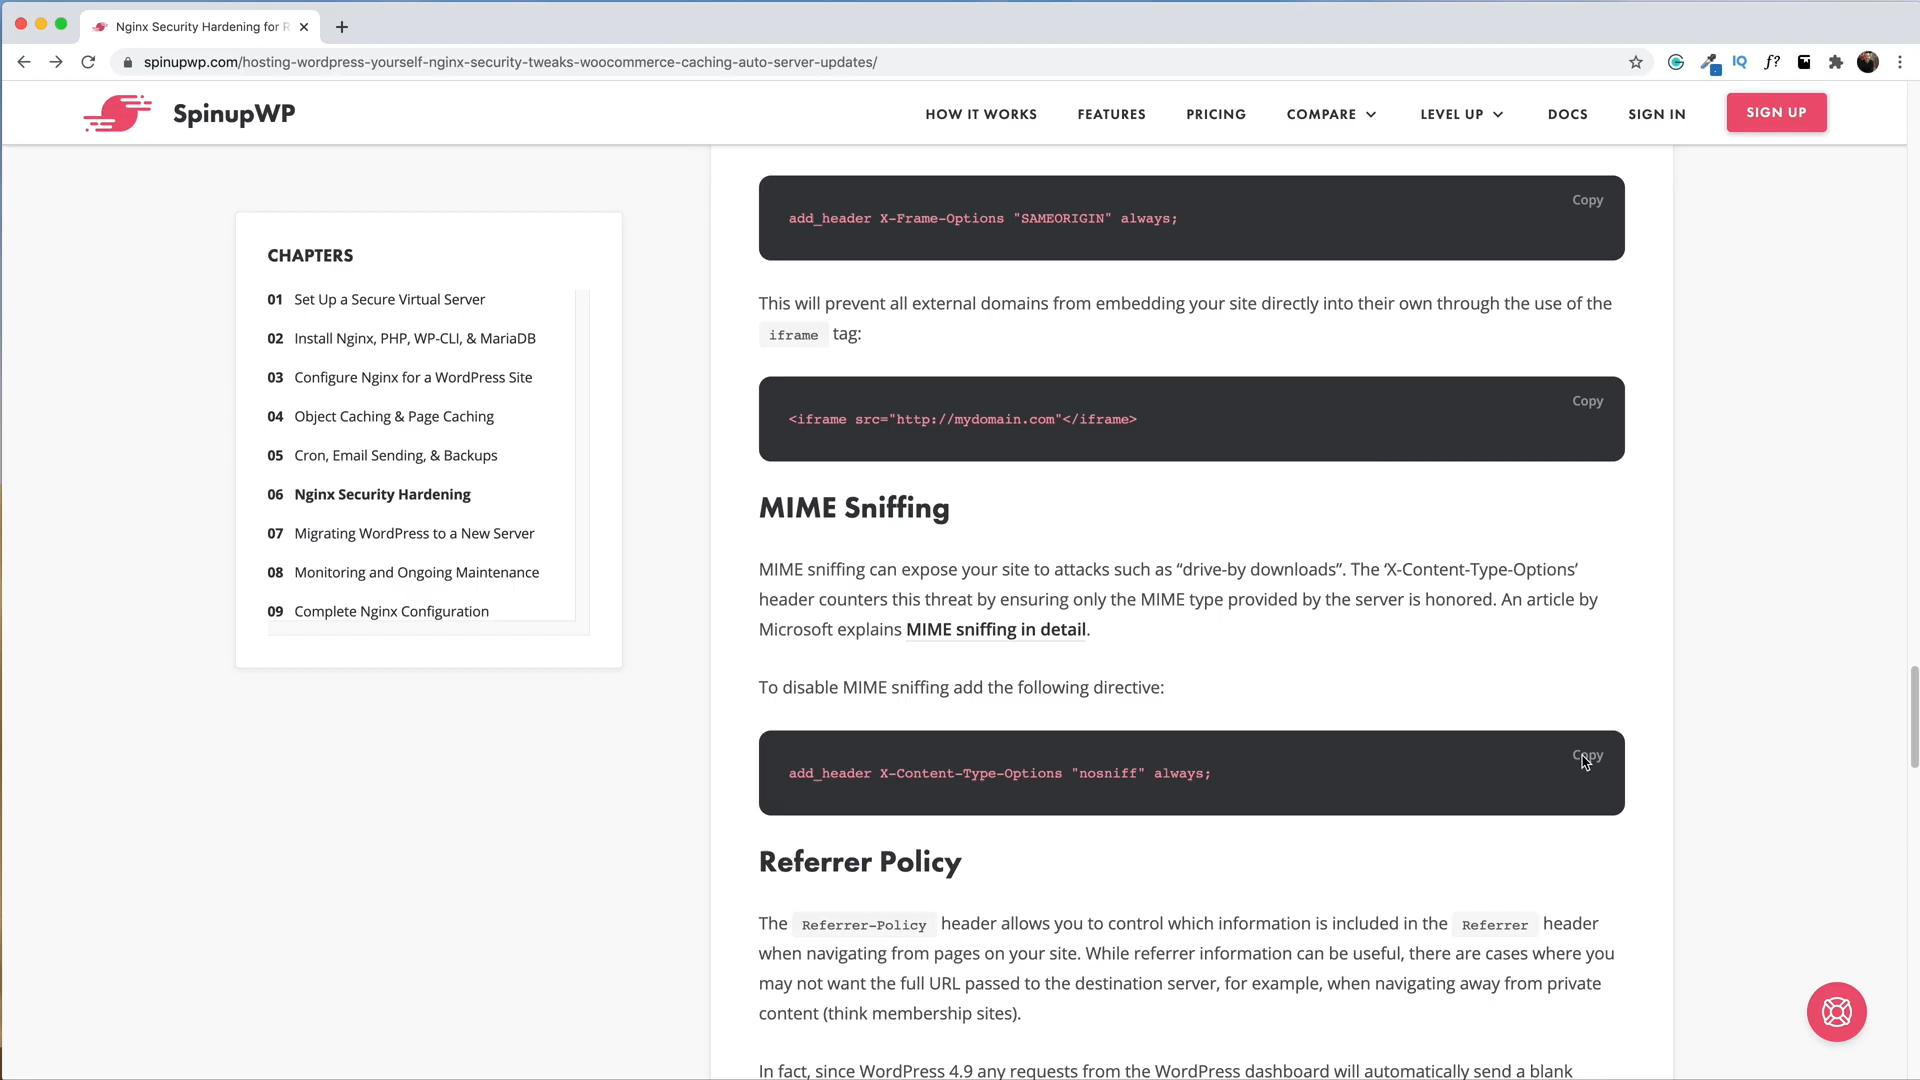 Nginx Security Hardening for R
spinupwp.com/hosting-wordpress-yourself-nginx-security-tweaks-woocommerce-caching-auto-server-updates/
IQ
f?
SpinupWP
HOW IT WORKS
FEATURES
PRICING
COMPARE
LEVEL UP
DOCS
SIGN IN
SIGN UP
CHAPTERS
01 Set Up a Secure Virtual Server
02 Install Nginx, PHP, WP-CLI, & MariaDB
03 Configure Nginx for a WordPress Site
04 Object Caching & Page Caching
05 Cron, Email Sending, & Backups
06 Nginx Security Hardening
07 Migrating WordPress to a New Server
08 Monitoring and Ongoing Maintenance
09 Complete Nginx Configuration
Copy
add_header X-Frame-Options "SAMEORIGIN" always;
This will prevent all external domains from embedding your site directly into their own through the use of the
iframe tag:
Copy
<iframe src="http://mydomain.com"</iframe>
MIME Sniffing
MIME sniffing can expose your site to attacks such as “drive-by downloads”. The ‘X-Content-Type-Options’
header counters this threat by ensuring only the MIME type provided by the server is honored. An article by
Microsoft explains MIME sniffing in detail.
To disable MIME sniffing add the following directive:
Copy
add_header X-Content-Type-Options "nosniff" always;
Referrer Policy
The Referrer-Policy header allows you to control which information is included in the Referrer header
when navigating from pages on your site. While referrer information can be useful, there are cases where you
may not want the full URL passed to the destination server, for example, when navigating away from private
content (think membership sites).
In fact, since WordPress 4.9 any requests from the WordPress dashboard will automatically send a blank